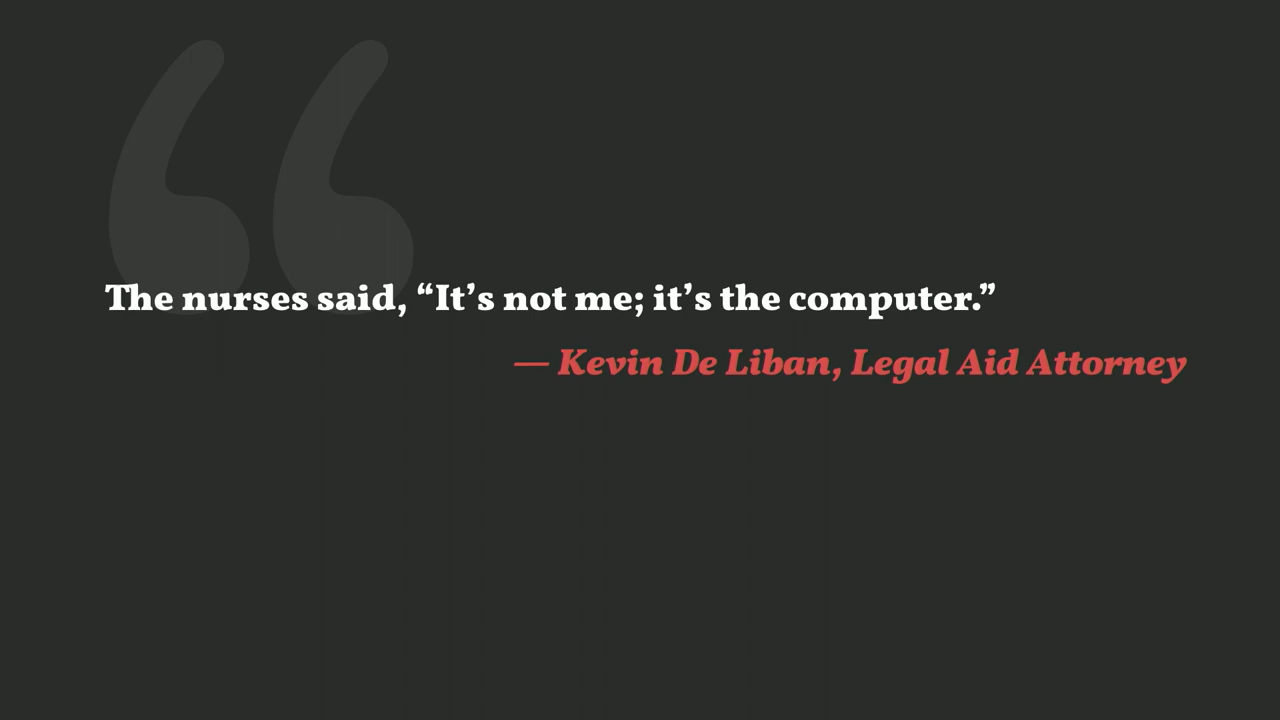 The nurses said, “It’s not me; it’s the computer.”
— Kevin De Liban, Legal Aid Attorney